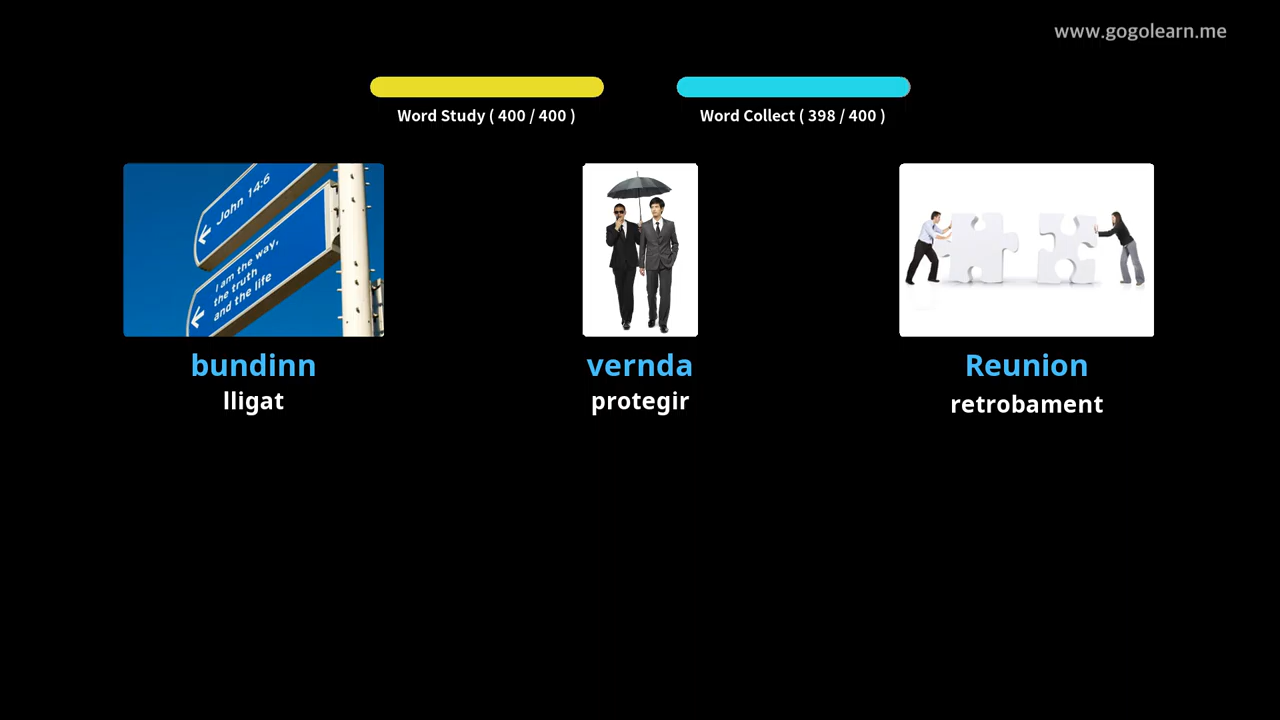 www.gogolearn.me
Word Study ( 400 / 400 )
Word Collect ( 398 / 400 )
John 14:6
I am the way,
the truth
and the life
bundinn
vernda
Reunion
lligat
protegir
retrobament